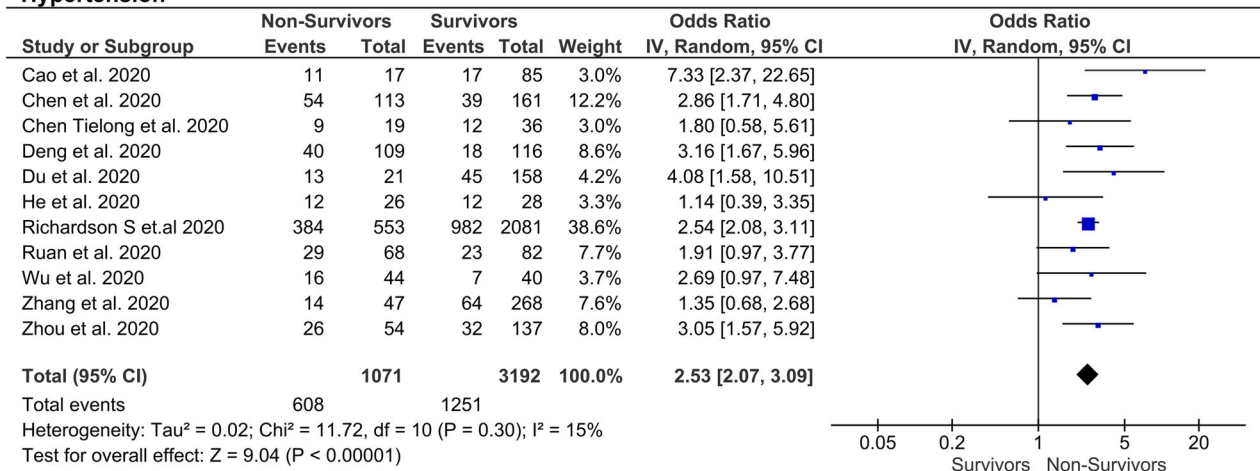 Hypertension
Non-Survivors Survivors Odds Ratio Odds Ratio
Study or Subgroup Events Total Events Total Weight IV, Random, 95% CI IV, Random, 95% CI
Cao et al. 2020 11 17 17 85 3.0% 7.33 [2.37, 22.65]
Chen et al. 2020 54 113 39 161 12.2% 2.86 [1.71, 4.80]
Chen Tielong et al. 2020 9 19 12 36 3.0% 1.80 [0.58, 5.61]
Deng et al. 2020 40 109 18 116 8.6% 3.16 [1.67, 5.96]
Du et al. 2020 13 21 45 158 4.2% 4.08 [1.58, 10.51]
He et al. 2020 12 26 12 28 3.3% 1.14 [0.39, 3.35]
Richardson S et.al 2020 384 553 982 2081 38.6% 2.54 [2.08, 3.11]
Ruan et al. 2020 29 68 23 82 7.7% 1.91 [0.97, 3.77]
Wu et al. 2020 16 44 7 40 3.7% 2.69 [0.97, 7.48]
Zhang et al. 2020 14 47 64 268 7.6% 1.35 [0.68, 2.68]
Zhou et al. 2020 26 54 32 137 8.0% 3.05 [1.57, 5.92]
Total (95% CI) 1071 3192 100.0% 2.53 [2.07, 3.09]
Total events 608 1251
Heterogeneity: Tau² = 0.02; Chi² = 11.72, df = 10 (P = 0.30); I² = 15%
Test for overall effect: Z = 9.04 (P < 0.00001)
0.05 0.2 1 5 20
Survivors Non-Survivors